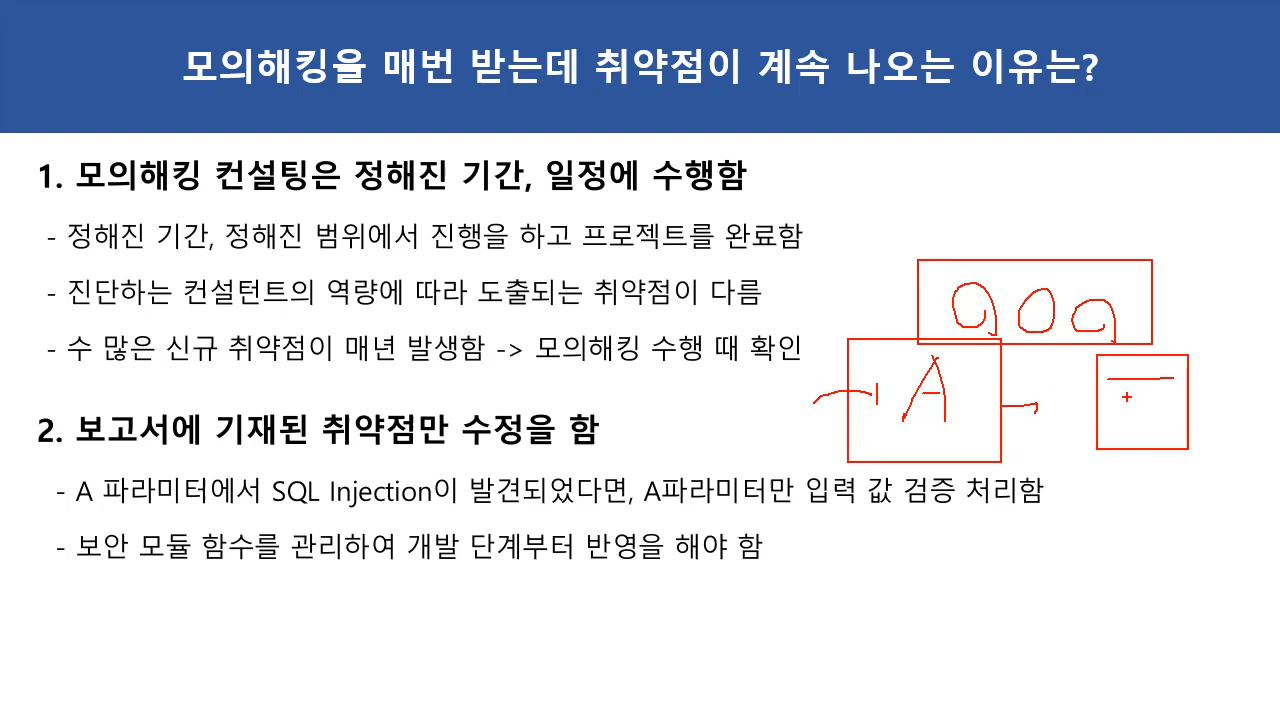 모의해킹을 매번 받는데 취약점이 계속 나오는 이유는?
1. 모의해킹 컨설팅은 정해진 기간, 일정에 수행함
- 정해진 기간, 정해진 범위에서 진행을 하고 프로젝트를 완료함
- 진단하는 컨설턴트의 역량에 따라 도출되는 취약점이 다름
- 수 많은 신규 취약점이 매년 발생함 -> 모의해킹 수행 때 확인
A
2. 보고서에 기재된 취약점만 수정을 함
- A 파라미터에서 SQL Injection이 발견되었다면, A파라미터만 입력 값 검증 처리함
- 보안 모듈 함수를 관리하여 개발 단계부터 반영을 해야 함